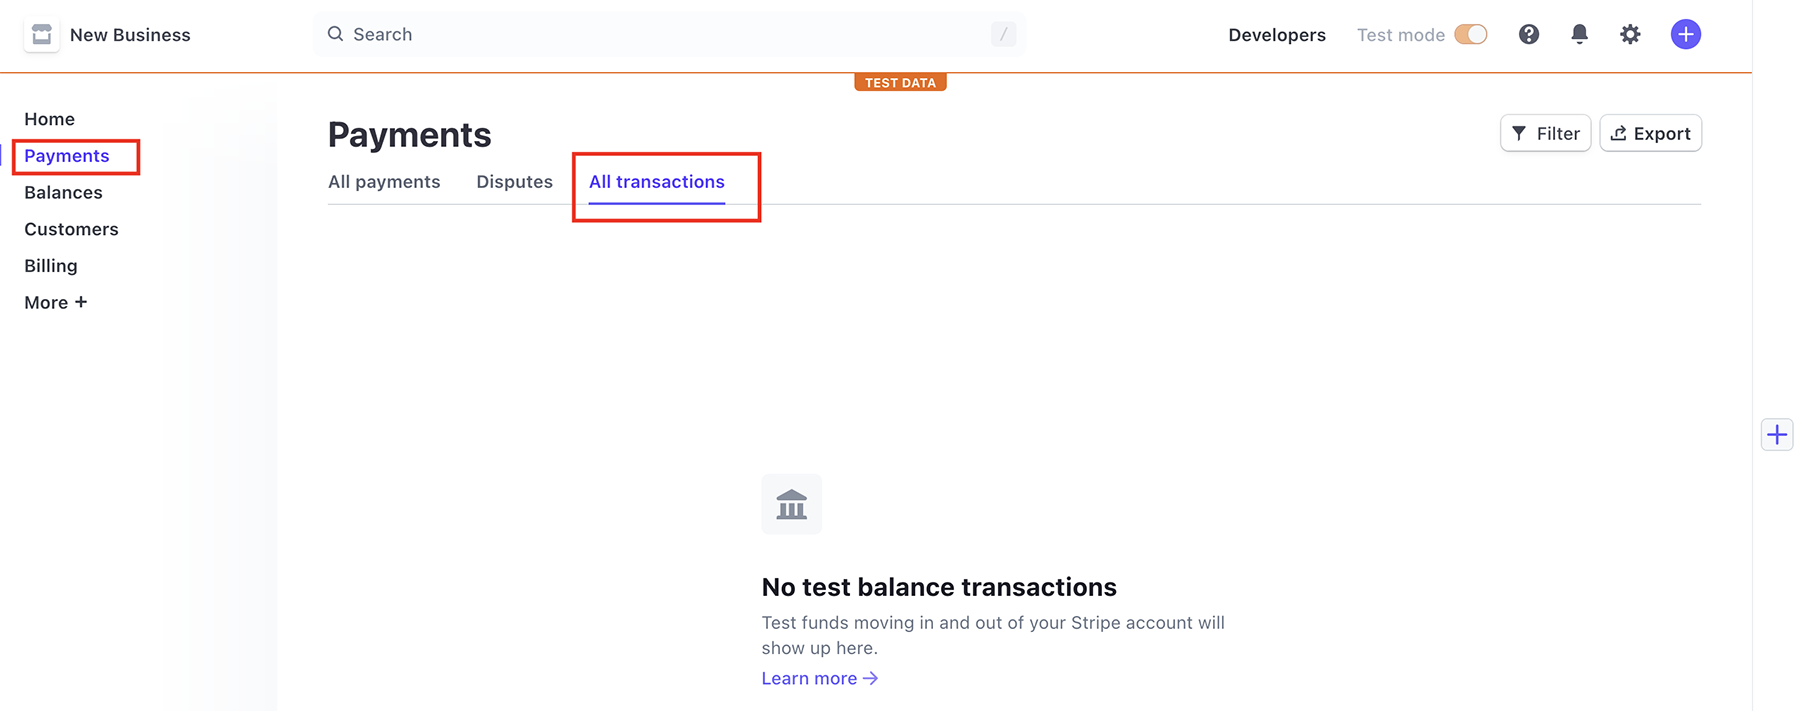 New Business
Search
/
Developers
Test mode
TEST DATA
Home
Payments
Balances
Customers
Billing
More +
Payments
Filter
Export
All payments
Disputes
All transactions
No test balance transactions
Test funds moving in and out of your Stripe account will
show up here.
Learn more →